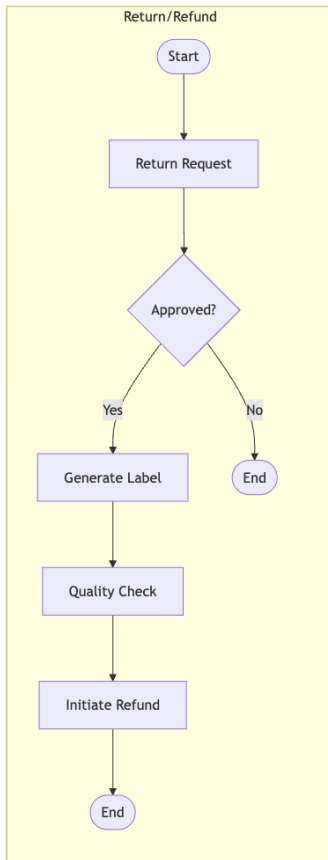 Return/Refund
Start
Return Request
Approved?
Yes
No
Generate Label
End
Quality Check
Initiate Refund
End